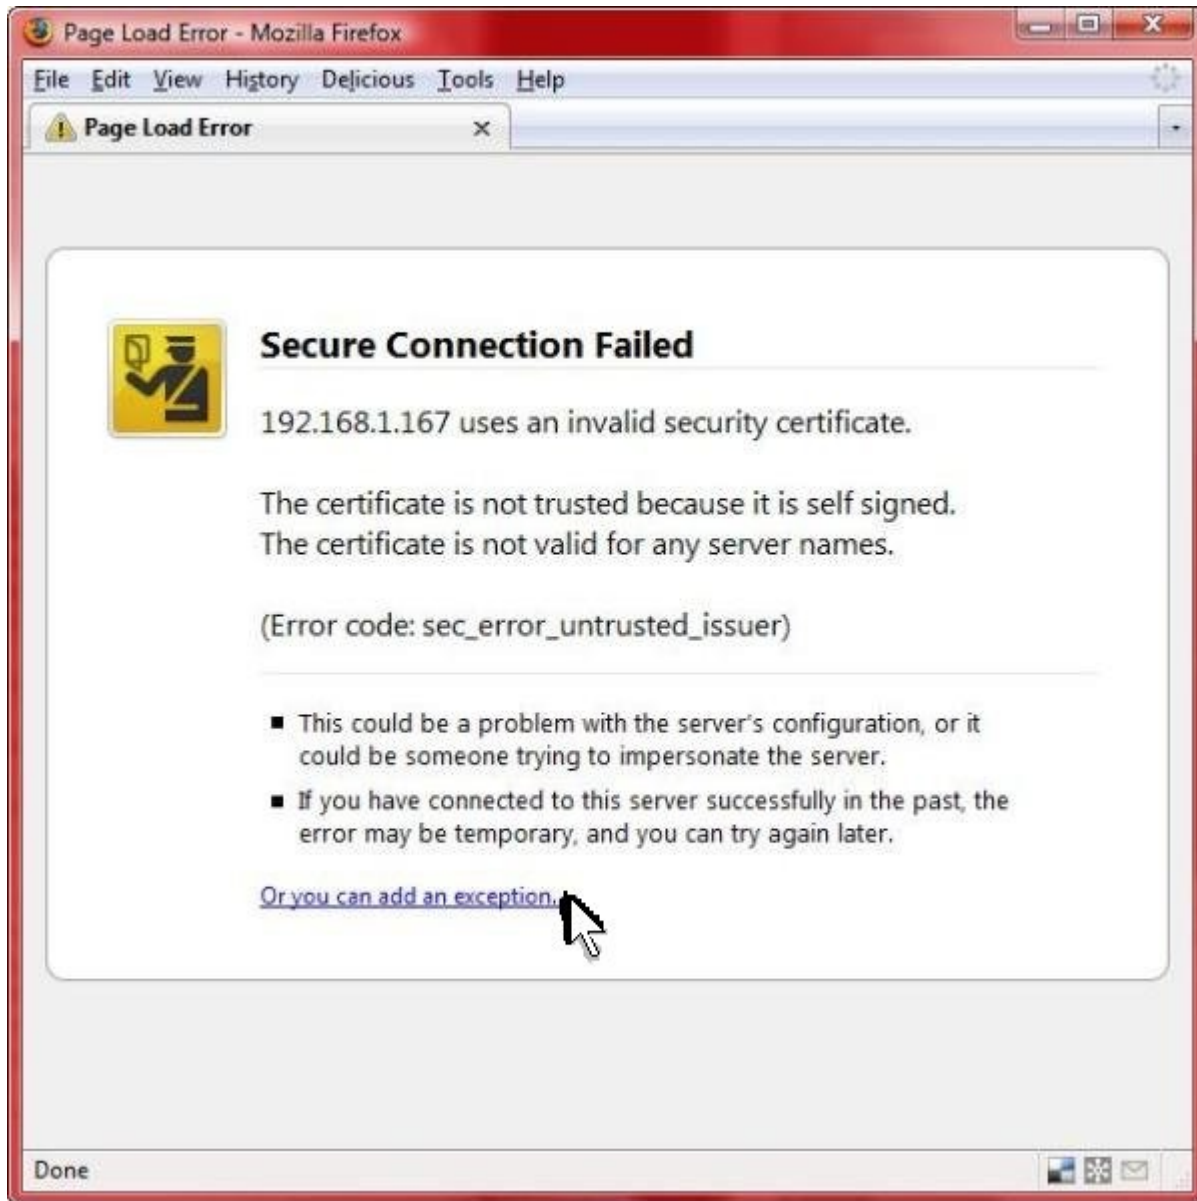 Page Load Error - Mozilla Firefox
File Edit View History Delicious Tools Help
Page Load Error
Secure Connection Failed
192.168.1.167 uses an invalid security certificate.
The certificate is not trusted because it is self signed.
The certificate is not valid for any server names.
(Error code: sec_error_untrusted_issuer)
This could be a problem with the server's configuration, or it
could be someone trying to impersonate the server.
If you have connected to this server successfully in the past, the
error may be temporary, and you can try again later.
Or you can add an exception.
Done